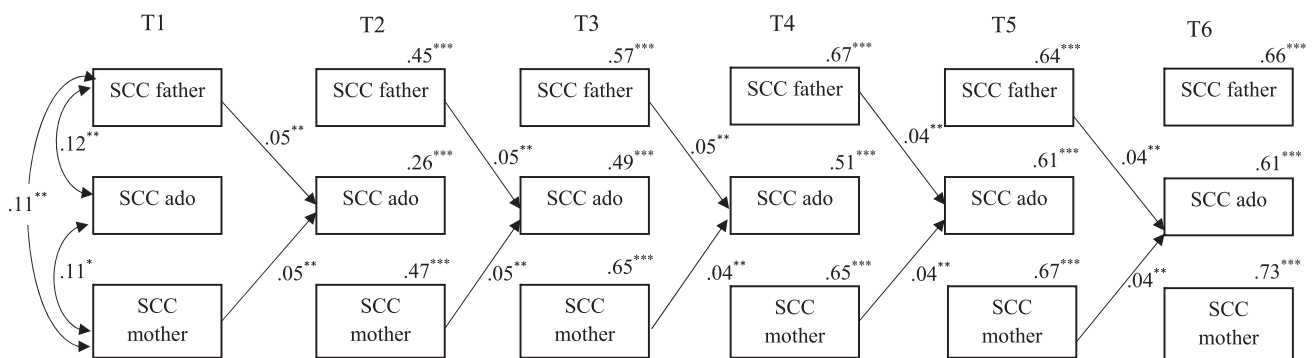 T1 T2 T3 T4 T5 T6
.45*** .57*** .67*** .64*** .66***
SCC father SCC father SCC father SCC father SCC father SCC father
.12** .05** .05** .05** .04** .04**
.26*** .49*** .51*** .61*** .61***
SCC ado SCC ado SCC ado SCC ado SCC ado SCC ado
.11**
.11* .05** .47*** .05** .65*** .04** .65*** .04** .67*** .04** .73***
SCC SCC SCC SCC SCC SCC
mother mother mother mother mother mother